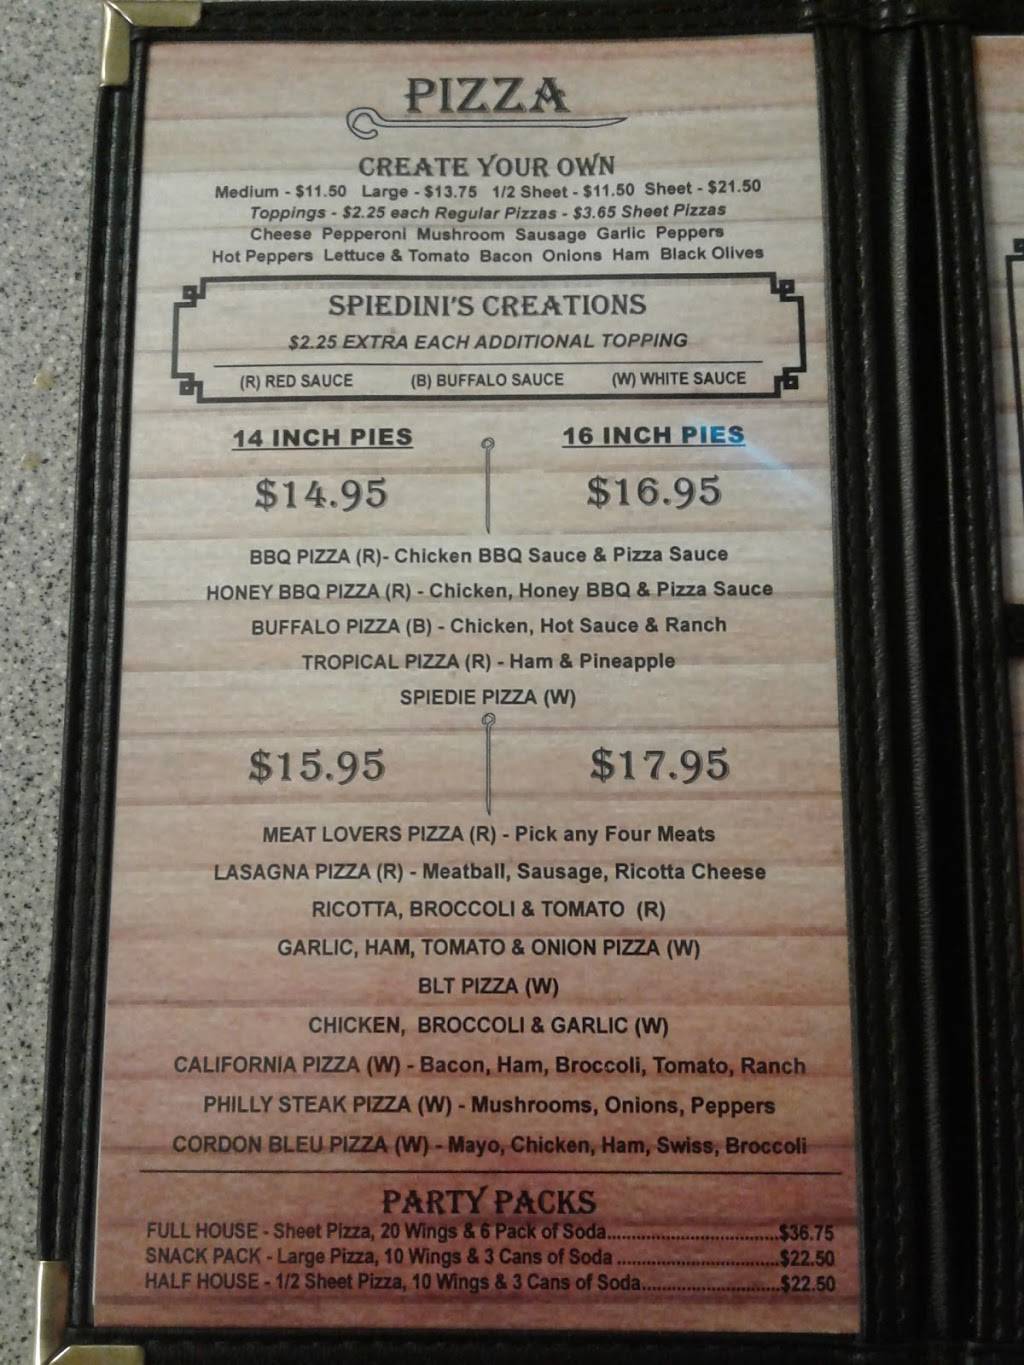 PIZZA
CREATE YOUR OWN
Medium - $11.50 Large - $13.75 1/2 Sheet - $11.50 Sheet - $21.50
Toppings - $2.25 each Regular Pizzas - $3.65 Sheet Pizzas
Cheese Pepperoni Mushroom Sausage Garlic Peppers
Hot Peppers Lettuce & Tomato Bacon Onions Ham Black Olives
SPIEDINI'S CREATIONS
$2.25 EXTRA EACH ADDITIONAL TOPPING
(R) RED SAUCE (B) BUFFALO SAUCE (W) WHITE SAUCE
14 INCH PIES 16 INCH PIES
$14.95 $16.95
BBQ PIZZA (R)- Chicken BBQ Sauce & Pizza Sauce
HONEY BBQ PIZZA (R) - Chicken, Honey BBQ & Pizza Sauce
BUFFALO PIZZA (B) - Chicken, Hot Sauce & Ranch
TROPICAL PIZZA (R) - Ham & Pineapple
SPIEDIE PIZZA (W)
$15.95 $17.95
MEAT LOVERS PIZZA (R) - Pick any Four Meats
LASAGNA PIZZA (R) - Meatball, Sausage, Ricotta Cheese
RICOTTA, BROCCOLI & TOMATO (R)
GARLIC, HAM, TOMATO & ONION PIZZA (W)
BLT PIZZA (W)
CHICKEN, BROCCOLI & GARLIC (W)
CALIFORNIA PIZZA (W) - Bacon, Ham, Broccoli, Tomato, Ranch
PHILLY STEAK PIZZA (W) - Mushrooms, Onions, Peppers
CORDON BLEU PIZZA (W) - Mayo, Chicken, Ham, Swiss, Broccoli
PARTY PACKS
FULL HOUSE - Sheet Pizza, 20 Wings & 6 Pack of Soda..................................$36.75
SNACK PACK - Large Pizza, 10 Wings & 3 Cans of Soda ................................$22.50
HALF HOUSE - 1/2 Sheet Pizza, 10 Wings & 3 Cans of Soda...........................$22.50